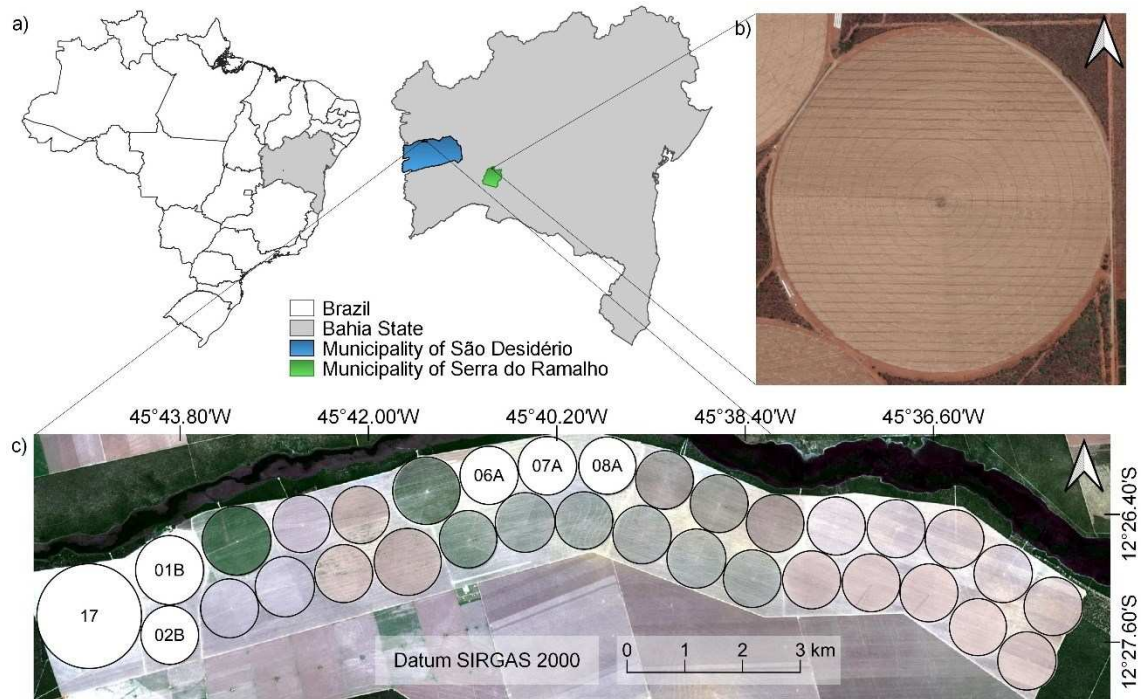 a)
b)
Brazil
Bahia State
Municipality of São Desidério
Municipality of Serra do Ramalho
45°43.80'W 45°42.00'W 45°40.20'W 45°38.40'W 45°36.60'W
c)
06A 07A 08A
12°26.40'S
01B
17
02B
12°27.60'S
Datum SIRGAS 2000
0 1 2 3 km